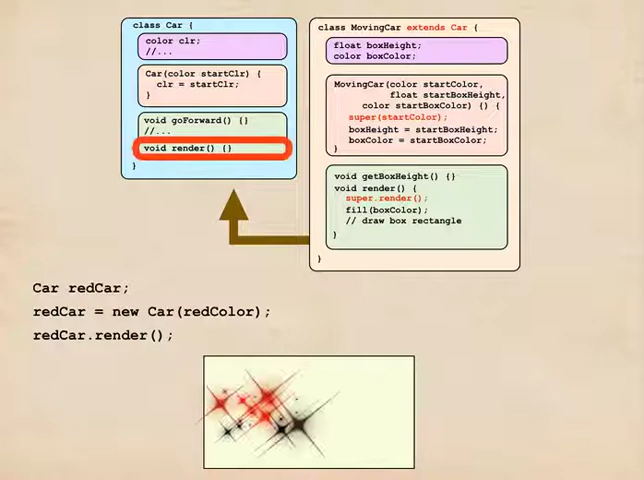 class Car {
color clr;
//...
Car(color startClr) {
clr = startClr;
}
void goForward() {}
//...
void render() {}
}
class MovingCar extends Car {
float boxHeight;
color boxColor;
MovingCar(color startColor,
float startBoxHeight,
color startBoxColor) {) {
super(startColor);
boxHeight = startBoxHeight;
boxColor = startBoxColor;
}
void getBoxHeight() {}
void render() {
super.render();
fill(boxColor);
// draw box rectangle
}
}
Car redCar;
redCar = new Car(redColor);
redCar.render();